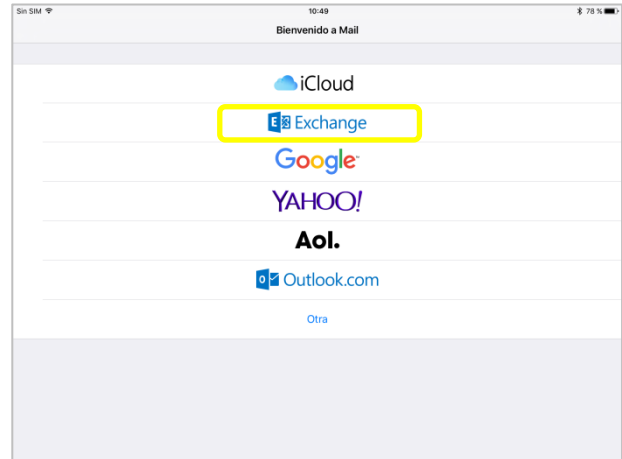 Sin SIM 10:49 78 %
Bienvenido a Mail
iCloud
E Exchange
Google
YAHOO!
Aol.
o Outlook.com
Otra